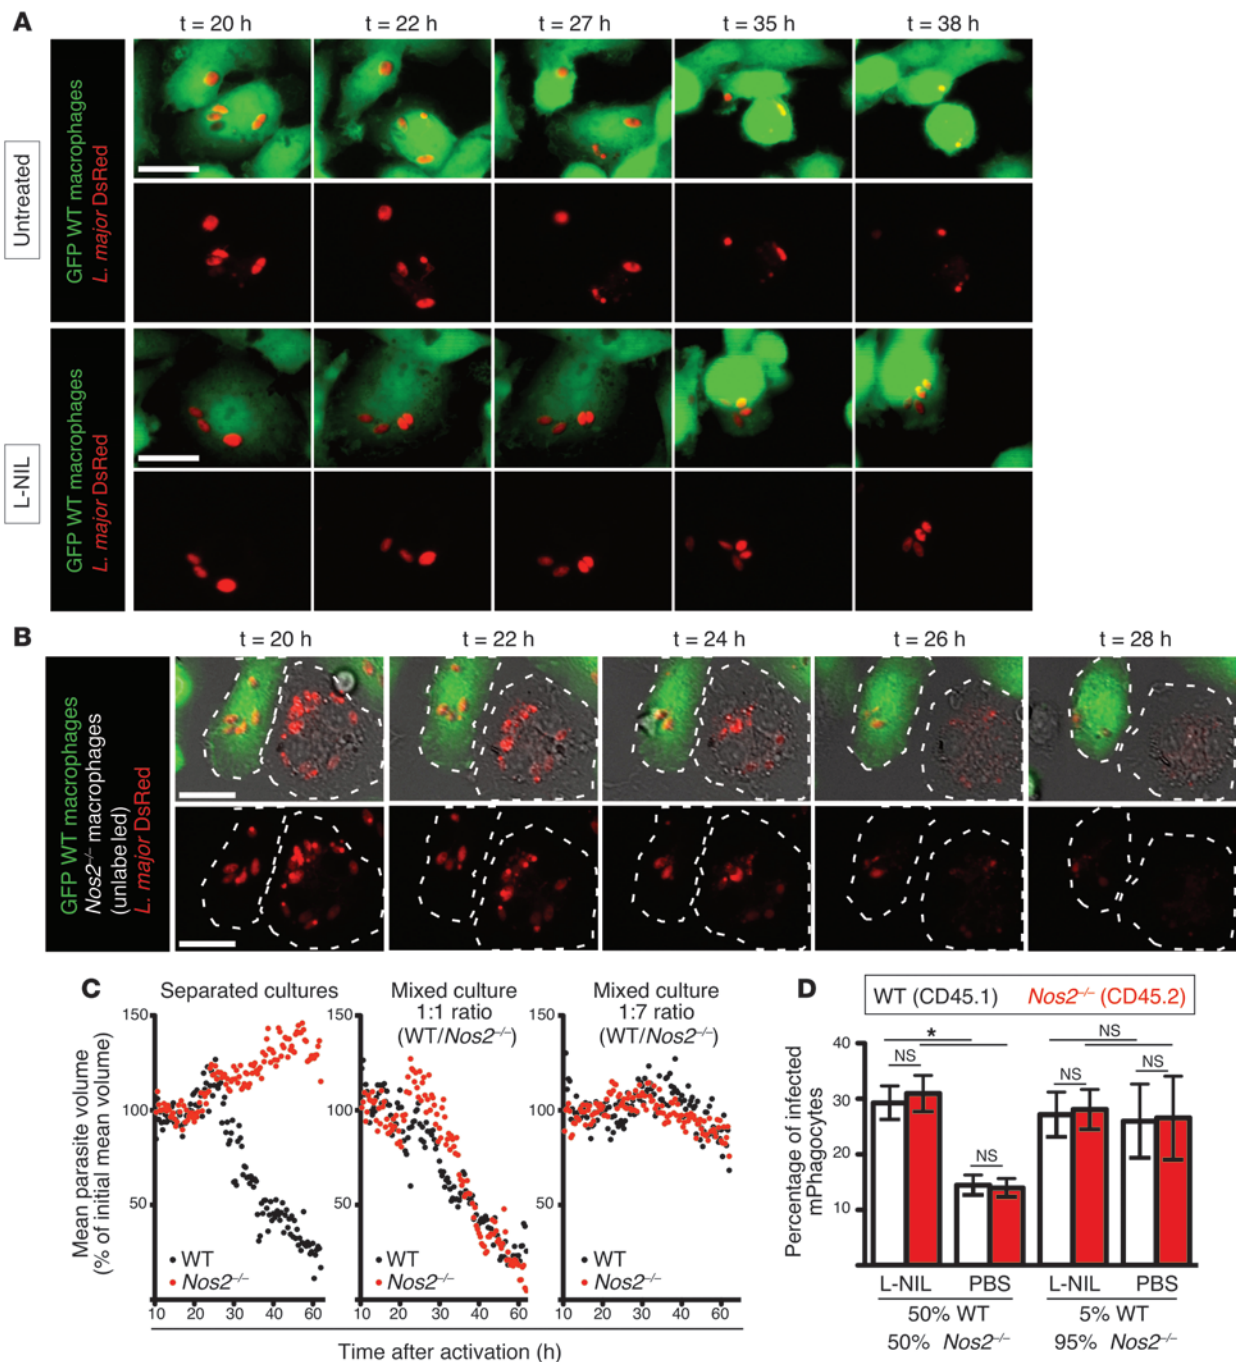 A
t = 20 h
t = 22 h
t = 27 h
t = 35 h
t = 38 h
Untreated
GFP WT macrophages
L. major DsRed
L-NIL
GFP WT macrophages
L. major DsRed
B
t = 20 h
t = 22 h
t = 24 h
t = 26 h
t = 28 h
GFP WT macrophages
Nos2–/– macrophages
(unlabeled)
L. major DsRed
C
Separated cultures
Mixed culture
1:1 ratio
(WT/Nos2–/–)
Mixed culture
1:7 ratio
(WT/Nos2–/–)
Mean parasite volume
(% of initial mean volume)
150
100
50
150
100
50
150
100
50
WT
Nos2–/–
WT
Nos2–/–
WT
Nos2–/–
10 20 30 40 50 60
10 20 30 40 50 60
10 20 30 40 50 60
Time after activation (h)
D
WT (CD45.1)
Nos2–/– (CD45.2)
Percentage of infected
mPhagocytes
40
30
20
10
*
NS
NS
NS
NS
NS
L-NIL
PBS
L-NIL
PBS
50% WT
50% Nos2–/–
5% WT
95% Nos2–/–